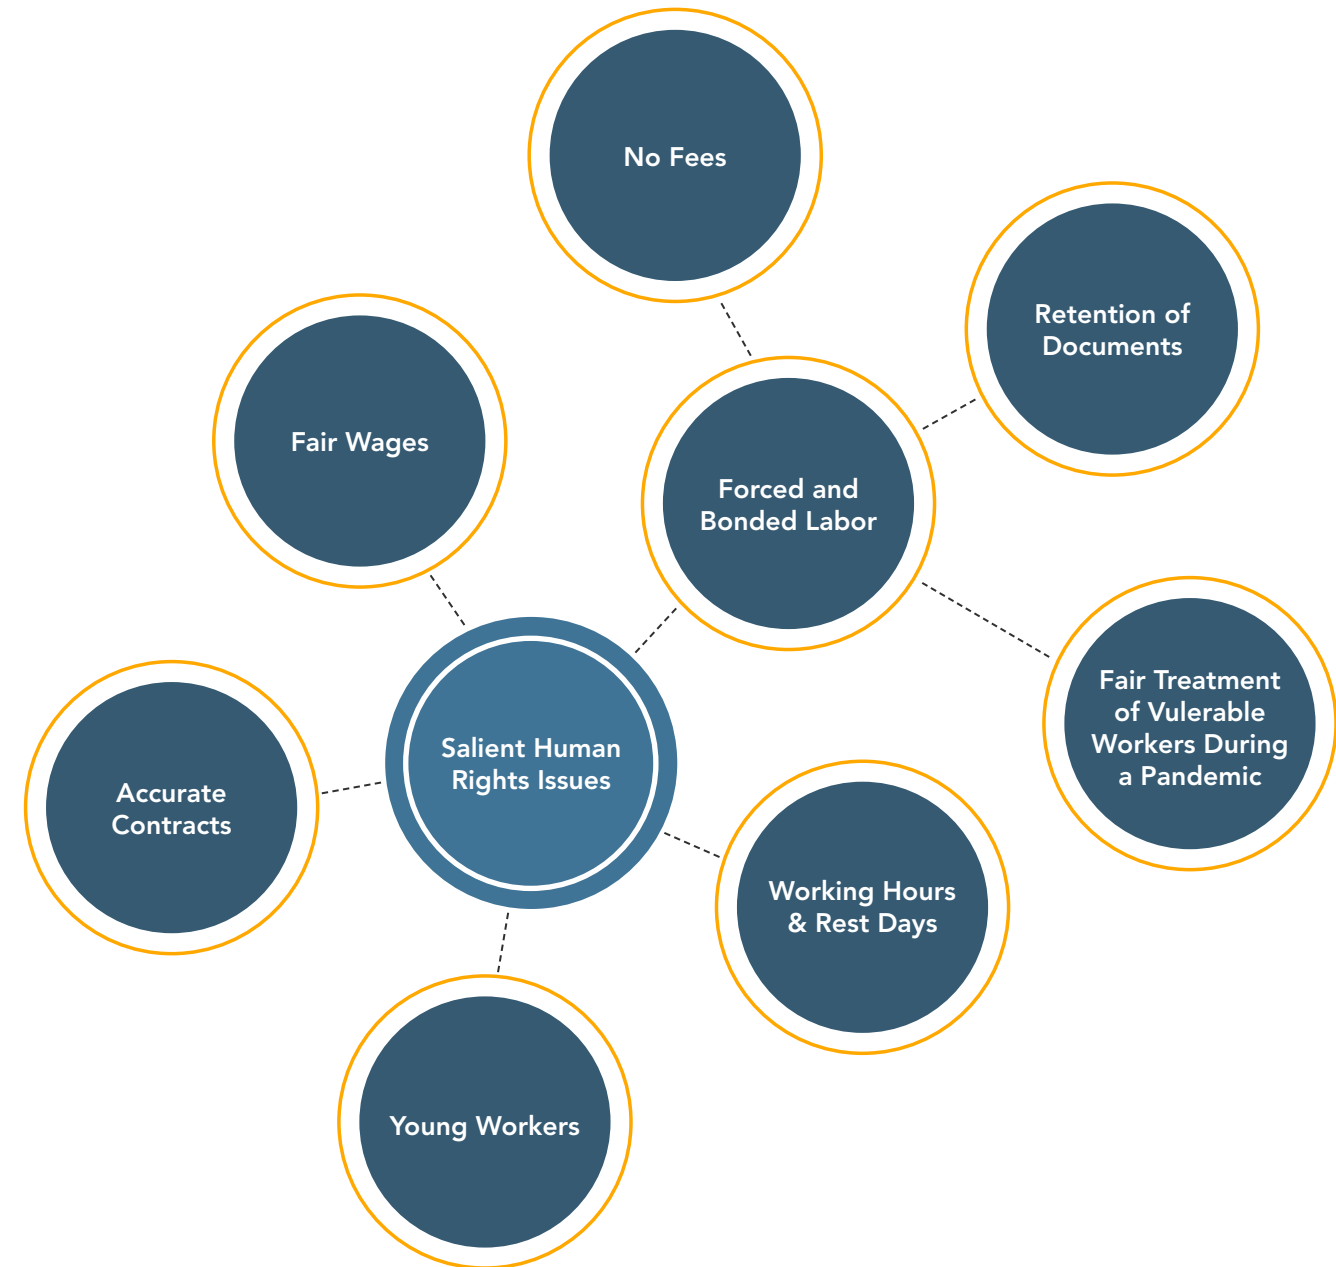 No Fees
Retention of
Documents
Fair Wages
Forced and
Bonded Labor
Fair Treatment
of Vulerable
Workers During
a Pandemic
Salient Human
Rights Issues
Accurate
Contracts
Working Hours
& Rest Days
Young Workers